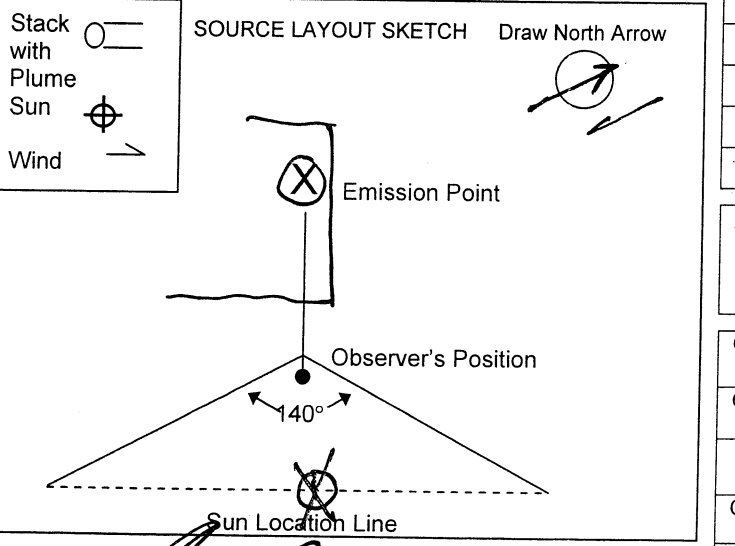 Stack
with
Plume
Sun
Wind
SOURCE LAYOUT SKETCH
Draw North Arrow
X
Emission Point
Observer's Position
140°
Sun Location Line